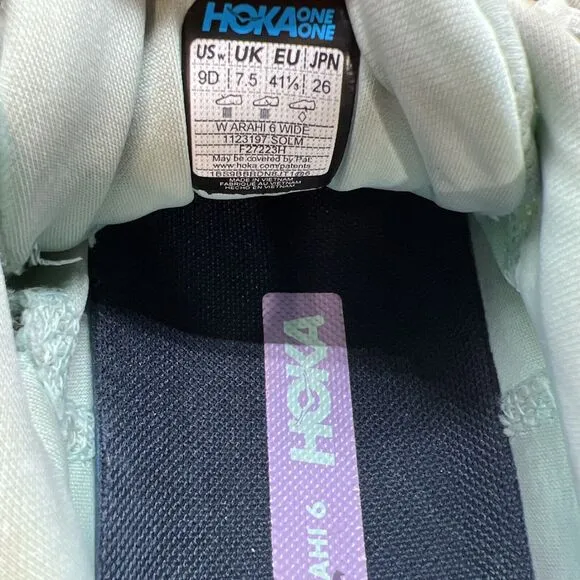 HOKA ONE ONE
USw UK EU JPN
9D 7.5 41⅓ 26
W ARAHI 6 WIDE
1123197 SOLM
F27223H
May be covered by Pat.
www.hoka.com/patents
MADE IN VIETNAM
FABRIQUÉ AU VIETNAM
HECHO EN VIETNAM
HOKA
AHI 6